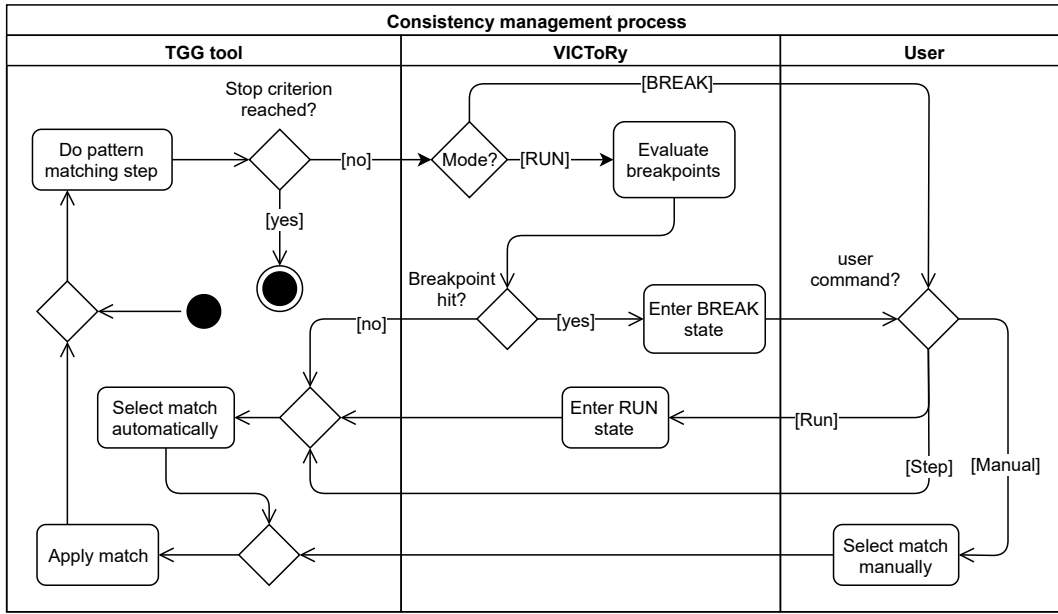 Consistency management process
TGG tool
VICToRy
User
Stop criterion
reached?
[BREAK]
Do pattern
matching step
[no]
Mode?
[RUN]
Evaluate
breakpoints
[yes]
Breakpoint
hit?
user
command?
[no]
[yes]
Enter BREAK
state
Select match
automatically
Enter RUN
state
[Run]
[Step]
[Manual]
Apply match
Select match
manually